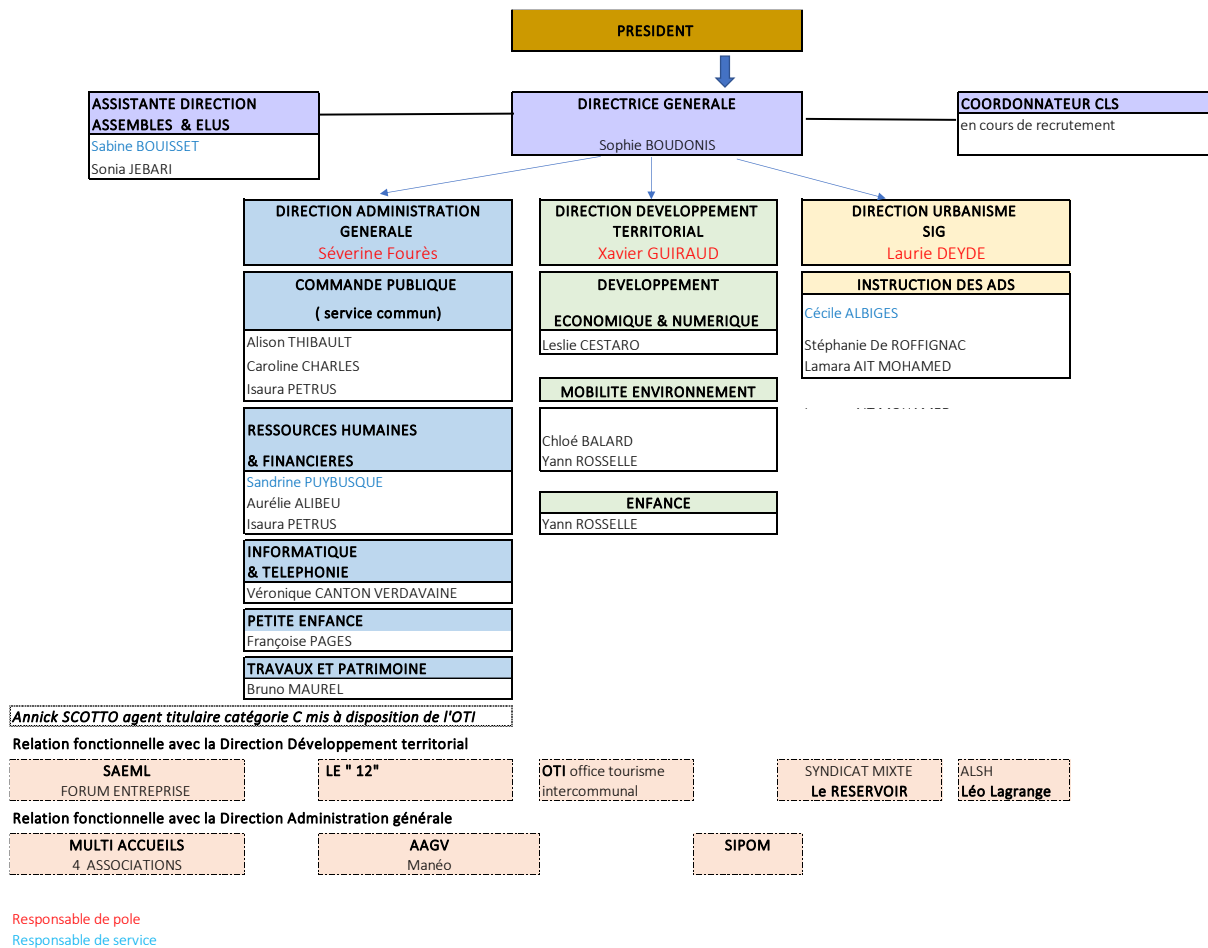 PRESIDENT
ASSISTANTE DIRECTION
ASSEMBLES & ELUS
Sabine BOUISSET
Sonia JEBARI
DIRECTRICE GENERALE
Sophie BOUDONIS
COORDONNATEUR CLS
en cours de recrutement
DIRECTION ADMINISTRATION
GENERALE
Séverine Fourès
COMMANDE PUBLIQUE
( service commun)
Alison THIBAULT
Caroline CHARLES
Isaura PETRUS
RESSOURCES HUMAINES
& FINANCIERES
Sandrine PUYBUSQUE
Aurélie ALIBEU
Isaura PETRUS
INFORMATIQUE
& TELEPHONIE
Véronique CANTON VERDAVAINE
PETITE ENFANCE
Françoise PAGES
TRAVAUX ET PATRIMOINE
Bruno MAUREL
DIRECTION DEVELOPPEMENT
TERRITORIAL
Xavier GUIRAUD
DEVELOPPEMENT
ECONOMIQUE & NUMERIQUE
Leslie CESTARO
MOBILITE ENVIRONNEMENT
Chloé BALARD
Yann ROSSELLE
ENFANCE
Yann ROSSELLE
DIRECTION URBANISME
SIG
Laurie DEYDE
INSTRUCTION DES ADS
Cécile ALBIGES
Stéphanie De ROFFIGNAC
Lamara AIT MOHAMED
Annick SCOTTO agent titulaire catégorie C mis à disposition de l'OTI
Relation fonctionnelle avec la Direction Développement territorial
SAEML
FORUM ENTREPRISE
LE " 12"
OTI office tourisme
intercommunal
SYNDICAT MIXTE
Le RESERVOIR
ALSH
Léo Lagrange
Relation fonctionnelle avec la Direction Administration générale
MULTI ACCUEILS
4 ASSOCIATIONS
AAGV
Manéo
SIPOM
Responsable de pole
Responsable de service